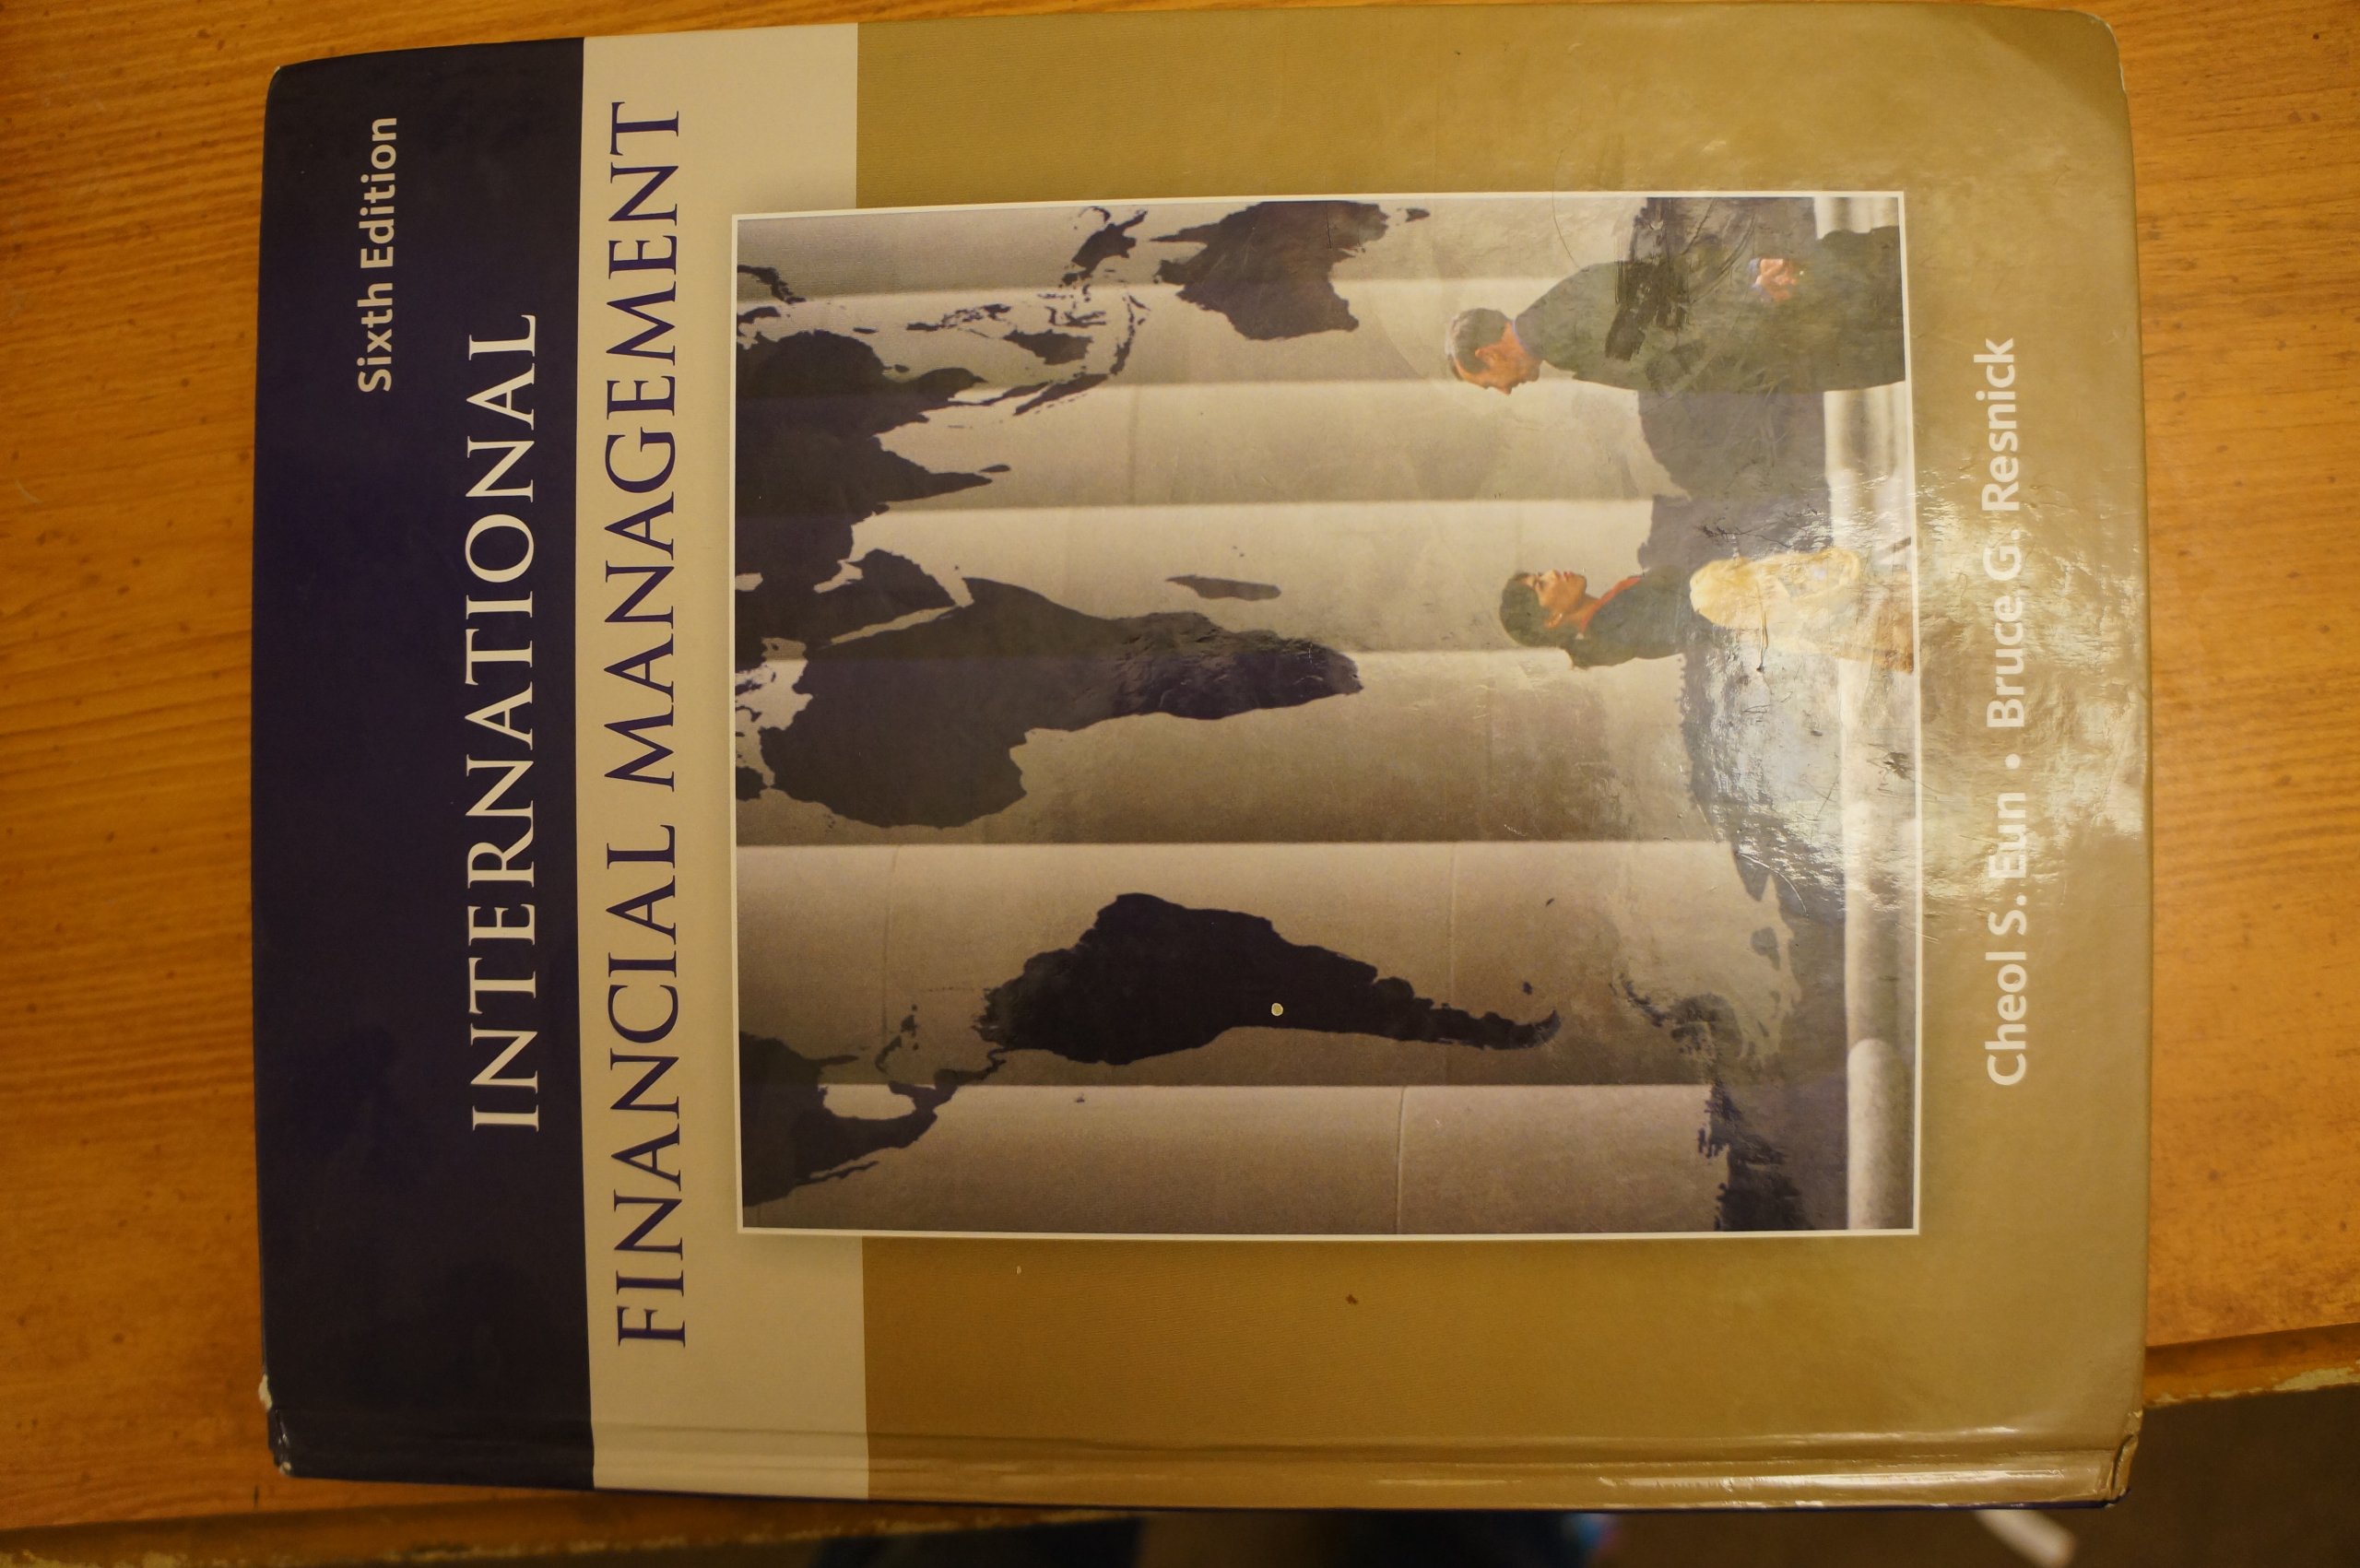 Sixth Edition
INTERNATIONAL
FINANCIAL MANAGEMENT
Cheol S. Eun • Bruce G. Resnick